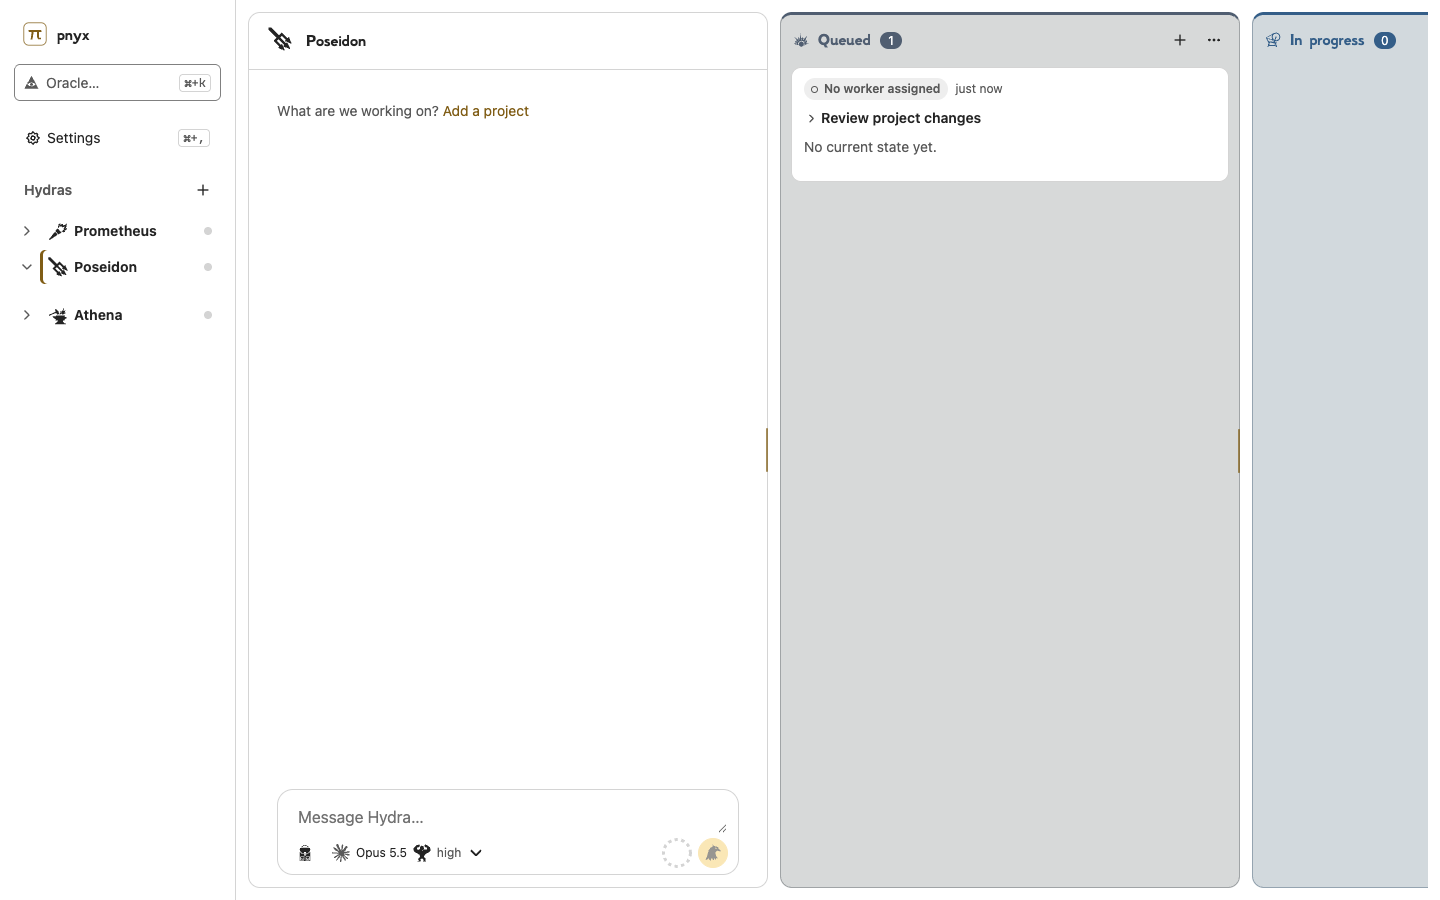 pnyx
Oracle...
⌘+k
Settings
⌘+,
Hydras
Prometheus
Poseidon
Athena
Poseidon
What are we working on? Add a project
Message Hydra...
Opus 5.5 high
Queued 1
No worker assigned just now
Review project changes
No current state yet.
In progress 0